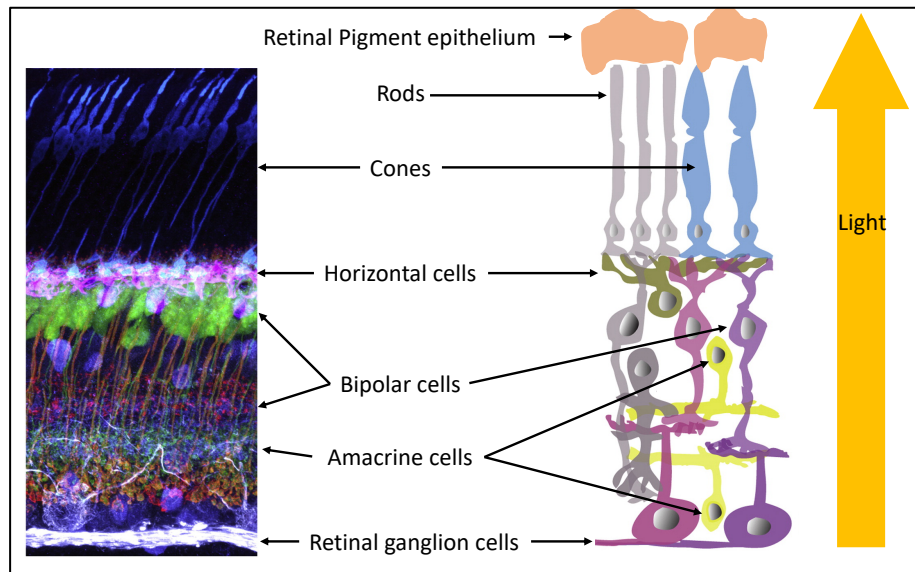 Retinal Pigment epithelium
Rods
Cones
Light
Horizontal cells
Bipolar cells
Amacrine cells
Retinal ganglion cells